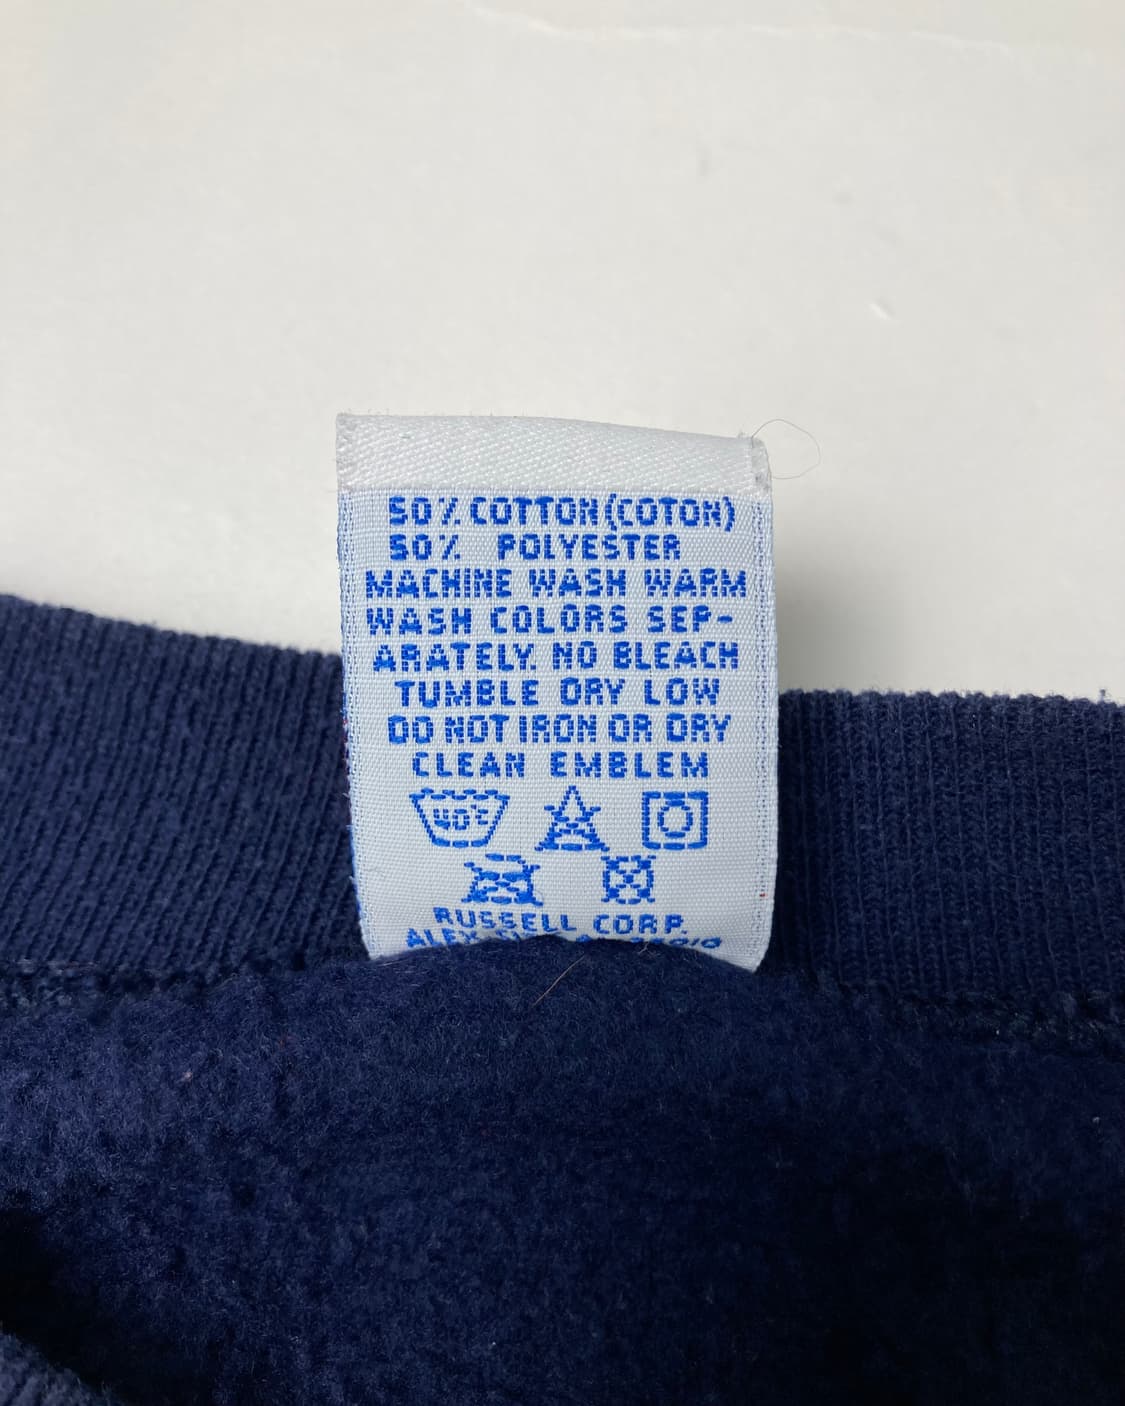 50% COTTON (COTON)
50% POLYESTER
MACHINE WASH WARM
WASH COLORS SEP-
ARATELY. NO BLEACH
TUMBLE DRY LOW
DO NOT IRON OR DRY
CLEAN EMBLEM
40°C
RUSSELL CORP.
ALEX